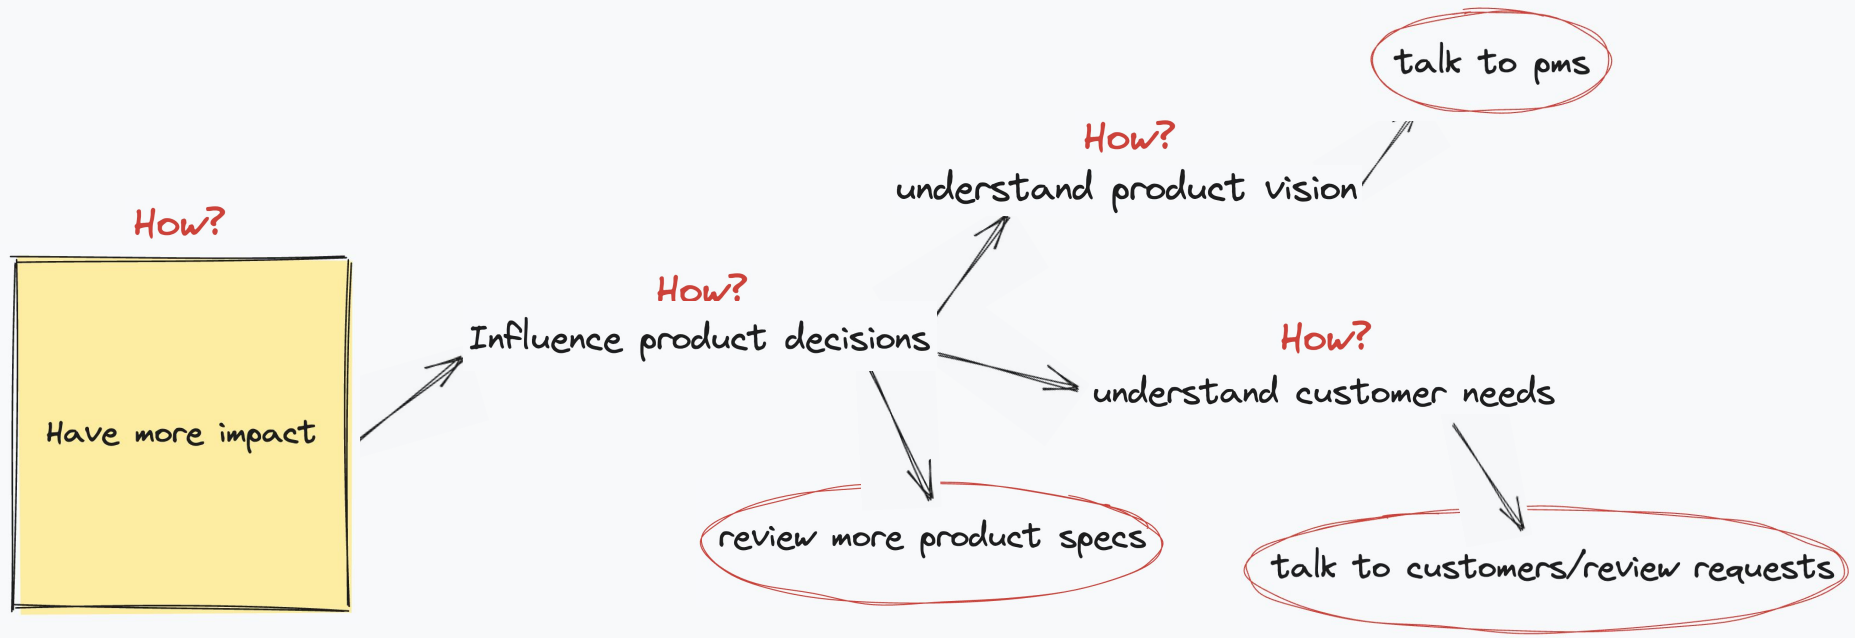 talk to pms
How?
understand product vision
How?
How?
Influence product decisions
How?
understand customer needs
Have more impact
review more product specs
talk to customers/review requests